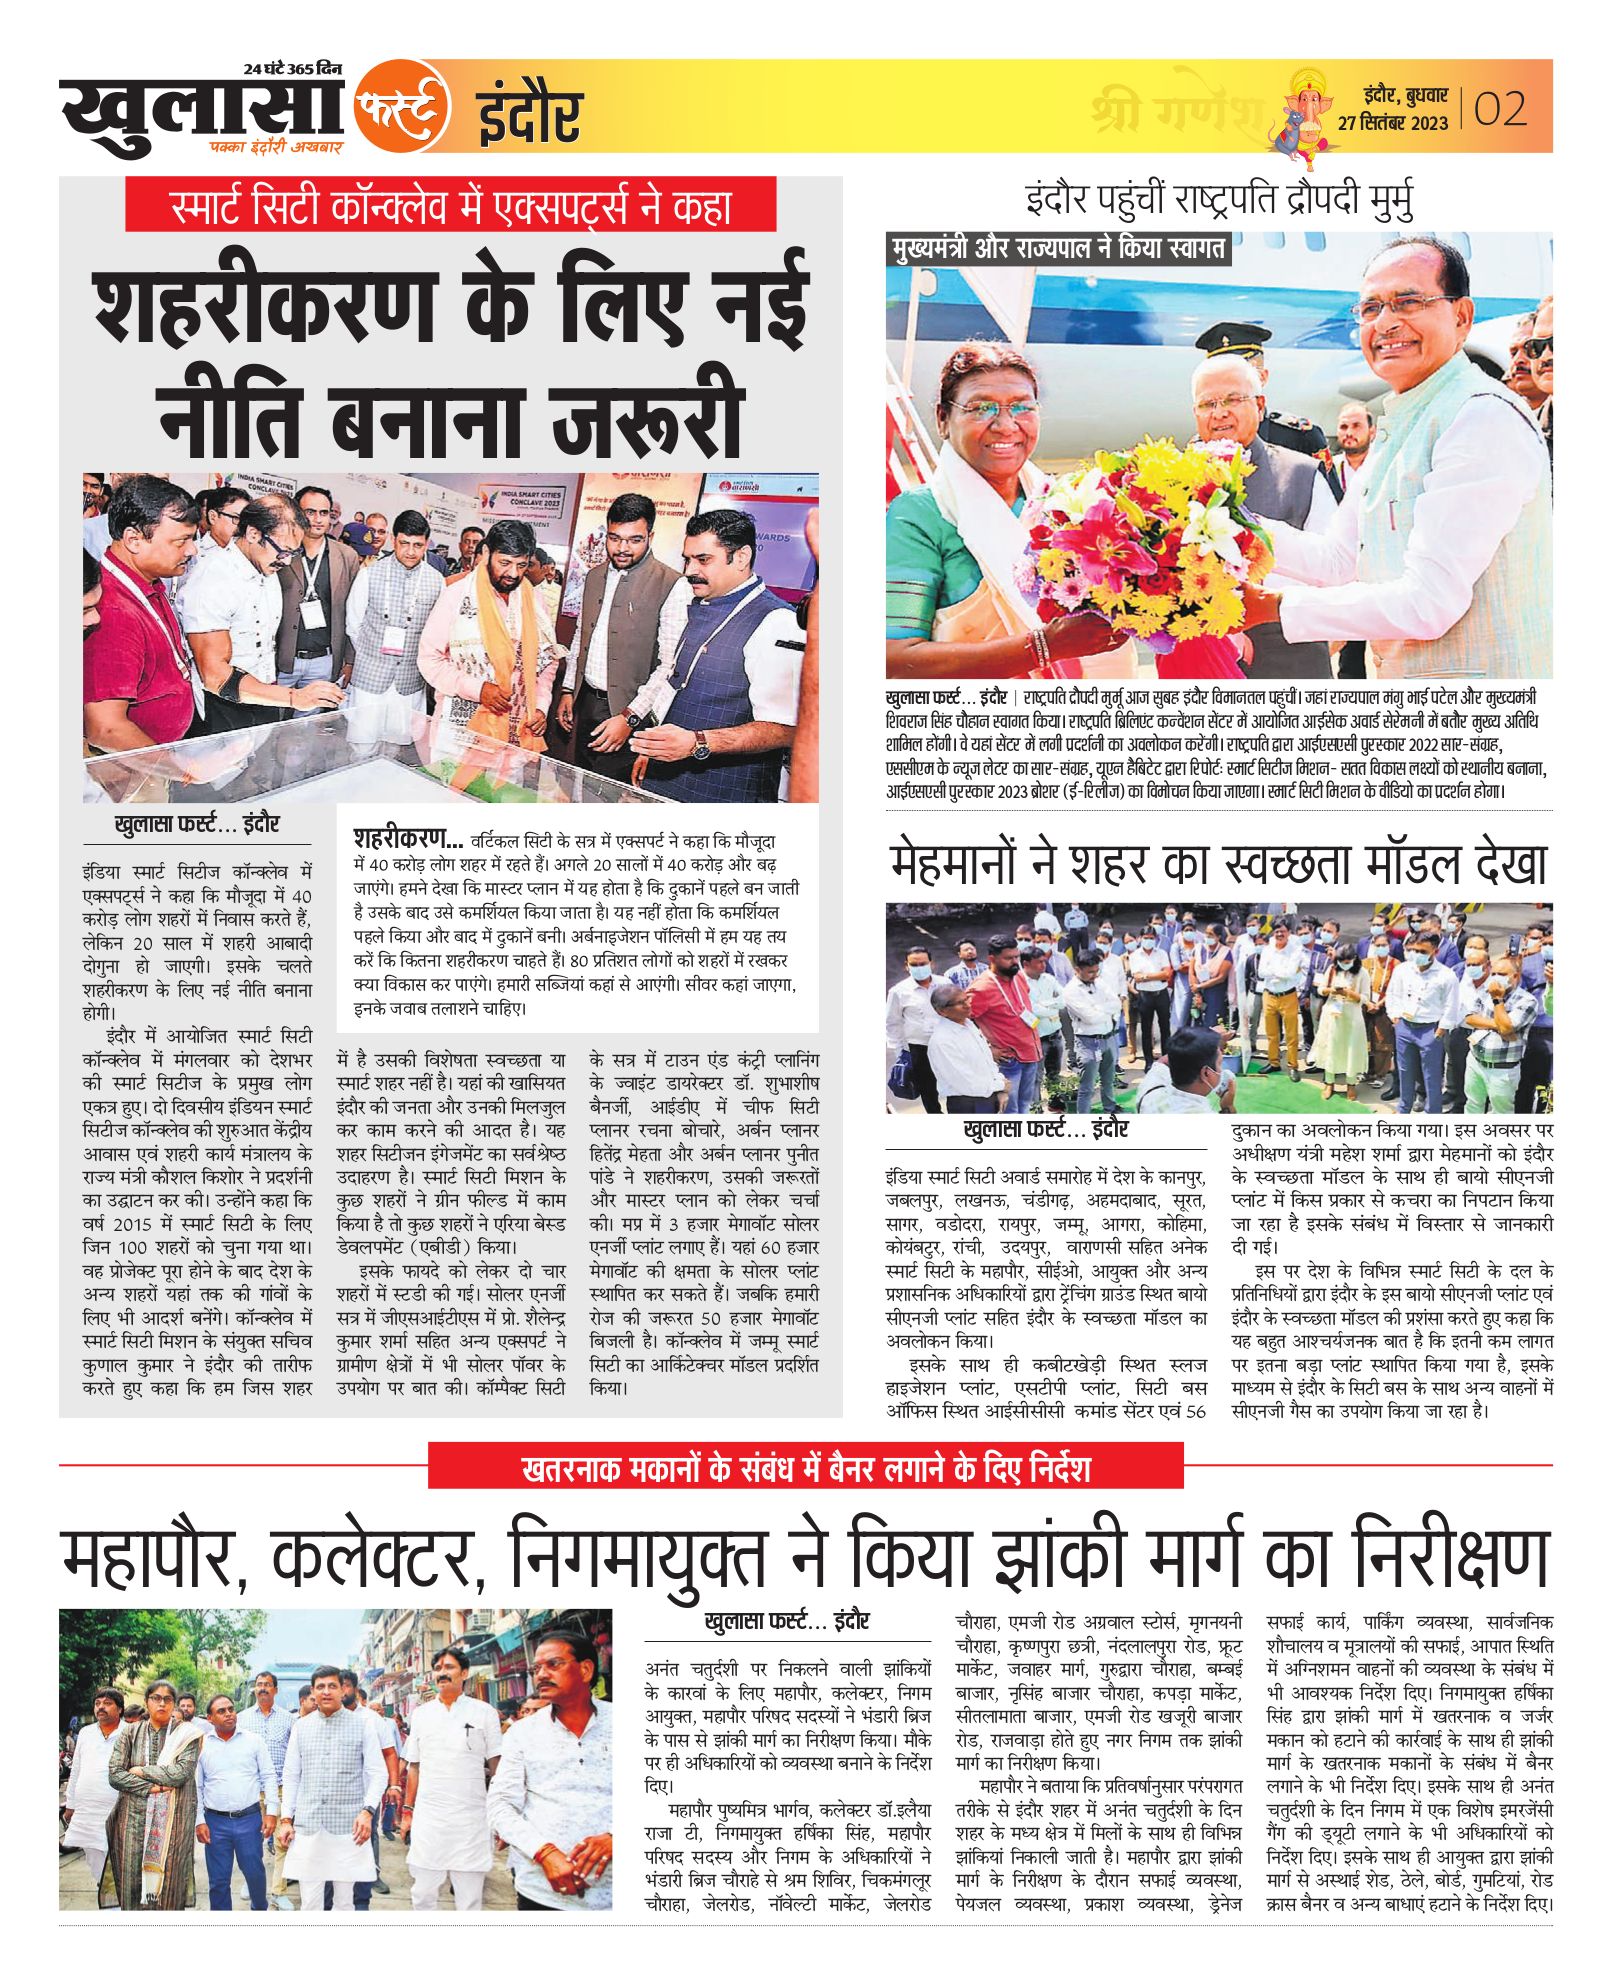 24 घंटे 365 दिन
खुलासा
फर्स्ट
पक्का इंदौरी अखबार
इंदौर
श्री गणेश
इंदौर, बुधवार
27 सितंबर 2023
02
स्मार्ट सिटी कॉन्क्लेव में एक्सपर्ट्स ने कहा
शहरीकरण के लिए नई
नीति बनाना जरूरी
INDIA SMART CITIES
CONCLAVE 2023
INDIA SMART CITIES
CONCLAVE 2023
वाराणसी
खुलासा फर्स्ट... इंदौर
इंडिया स्मार्ट सिटीज कॉन्क्लेव में
एक्सपर्ट्स ने कहा कि मौजूदा में 40
करोड़ लोग शहरों में निवास करते हैं,
लेकिन 20 साल में शहरी आबादी
दोगुना हो जाएगी। इसके चलते
शहरीकरण के लिए नई नीति बनाना
होगी।
इंदौर में आयोजित स्मार्ट सिटी
कॉन्क्लेव में मंगलवार को देशभर
की स्मार्ट सिटीज के प्रमुख लोग
एकत्र हुए। दो दिवसीय इंडियन स्मार्ट
सिटीज कॉन्क्लेव की शुरुआत केंद्रीय
आवास एवं शहरी कार्य मंत्रालय के
राज्य मंत्री कौशल किशोर ने प्रदर्शनी
का उद्घाटन कर की। उन्होंने कहा कि
वर्ष 2015 में स्मार्ट सिटी के लिए
जिन 100 शहरों को चुना गया था।
वह प्रोजेक्ट पूरा होने के बाद देश के
अन्य शहरों यहां तक की गांवों के
लिए भी आदर्श बनेंगे। कॉन्क्लेव में
स्मार्ट सिटी मिशन के संयुक्त सचिव
कुणाल कुमार ने इंदौर की तारीफ
करते हुए कहा कि हम जिस शहर
शहरीकरण... वर्टिकल सिटी के सत्र में एक्सपर्ट ने कहा कि मौजूदा
में 40 करोड़ लोग शहर में रहते हैं। अगले 20 सालों में 40 करोड़ और बढ़
जाएंगे। हमने देखा कि मास्टर प्लान में यह होता है कि दुकानें पहले बन जाती
है उसके बाद उसे कमर्शियल किया जाता है। यह नहीं होता कि कमर्शियल
पहले किया और बाद में दुकानें बनी। अर्बनाइजेशन पॉलिसी में हम यह तय
करें कि कितना शहरीकरण चाहते हैं। 80 प्रतिशत लोगों को शहरों में रखकर
क्या विकास कर पाएंगे। हमारी सब्जियां कहां से आएंगी। सीवर कहां जाएगा,
इनके जवाब तलाशने चाहिए।
में है उसकी विशेषता स्वच्छता या
स्मार्ट शहर नहीं है। यहां की खासियत
इंदौर की जनता और उनकी मिलजुल
कर काम करने की आदत है। यह
शहर सिटीजन इंगेजमेंट का सर्वश्रेष्ठ
उदाहरण है। स्मार्ट सिटी मिशन के
कुछ शहरों ने ग्रीन फील्ड में काम
किया है तो कुछ शहरों ने एरिया बेस्ड
डेवलपमेंट (एबीडी) किया।
इसके फायदे को लेकर दो चार
शहरों में स्टडी की गई। सोलर एनर्जी
सत्र में जीएसआईटीएस में प्रो. शैलेन्द्र
कुमार शर्मा सहित अन्य एक्सपर्ट ने
ग्रामीण क्षेत्रों में भी सोलर पॉवर के
उपयोग पर बात की। कॉम्पैक्ट सिटी
के सत्र में टाउन एंड कंट्री प्लानिंग
के ज्वाइंट डायरेक्टर डॉ. शुभाशीष
बैनर्जी, आईडीए में चीफ सिटी
प्लानर रचना बोचारे, अर्बन प्लानर
हितेंद्र मेहता और अर्बन प्लानर पुनीत
पांडे ने शहरीकरण, उसकी जरूरतों
और मास्टर प्लान को लेकर चर्चा
की। मप्र में 3 हजार मेगावॉट सोलर
एनर्जी प्लांट लगाए हैं। यहां 60 हजार
मेगावॉट की क्षमता के सोलर प्लांट
स्थापित कर सकते हैं। जबकि हमारी
रोज की जरूरत 50 हजार मेगावॉट
बिजली है। कॉन्क्लेव में जम्मू स्मार्ट
सिटी का आर्किटेक्चर मॉडल प्रदर्शित
किया।
इंदौर पहुंचीं राष्ट्रपति द्रौपदी मुर्मु
मुख्यमंत्री और राज्यपाल ने किया स्वागत
खुलासा फर्स्ट... इंदौर | राष्ट्रपति द्रौपदी मुर्मू आज सुबह इंदौर विमानतल पहुंचीं। जहां राज्यपाल मंगु भाई पटेल और मुख्यमंत्री
शिवराज सिंह चौहान स्वागत किया। राष्ट्रपति ब्रिलिएंट कन्वेंशन सेंटर में आयोजित आईसेक अवार्ड सेरेमनी में बतौर मुख्य अतिथि
शामिल होंगी। वे यहां सेंटर में लगी प्रदर्शनी का अवलोकन करेंगी। राष्ट्रपति द्वारा आईएसएसी पुरस्कार 2022 सार-संग्रह,
एससीएम के न्यूज लेटर का सार-संग्रह, यूएन हैबिटेट द्वारा रिपोर्ट: स्मार्ट सिटीज मिशन- सतत विकास लक्ष्यों को स्थानीय बनाना,
आईएसएसी पुरस्कार 2023 ब्रोशर (ई-रिलीज) का विमोचन किया जाएगा। स्मार्ट सिटी मिशन के वीडियो का प्रदर्शन होगा।
मेहमानों ने शहर का स्वच्छता मॉडल देखा
खुलासा फर्स्ट... इंदौर
इंडिया स्मार्ट सिटी अवार्ड समारोह में देश के कानपुर,
जबलपुर, लखनऊ, चंडीगढ़, अहमदाबाद, सूरत,
सागर, वडोदरा, रायपुर, जम्मू, आगरा, कोहिमा,
कोयंबटुर, रांची, उदयपुर, वाराणसी सहित अनेक
स्मार्ट सिटी के महापौर, सीईओ, आयुक्त और अन्य
प्रशासनिक अधिकारियों द्वारा ट्रेंचिंग ग्राउंड स्थित बायो
सीएनजी प्लांट सहित इंदौर के स्वच्छता मॉडल का
अवलोकन किया।
इसके साथ ही कबीटखेड़ी स्थित स्लज
हाइजेशन प्लांट, एसटीपी प्लांट, सिटी बस
ऑफिस स्थित आईसीसीसी कमांड सेंटर एवं 56
दुकान का अवलोकन किया गया। इस अवसर पर
अधीक्षण यंत्री महेश शर्मा द्वारा मेहमानों को इंदौर
के स्वच्छता मॉडल के साथ ही बायो सीएनजी
प्लांट में किस प्रकार से कचरा का निपटान किया
जा रहा है इसके संबंध में विस्तार से जानकारी
दी गई।
इस पर देश के विभिन्न स्मार्ट सिटी के दल के
प्रतिनिधियों द्वारा इंदौर के इस बायो सीएनजी प्लांट एवं
इंदौर के स्वच्छता मॉडल की प्रशंसा करते हुए कहा कि
यह बहुत आश्चर्यजनक बात है कि इतनी कम लागत
पर इतना बड़ा प्लांट स्थापित किया गया है, इसके
माध्यम से इंदौर के सिटी बस के साथ अन्य वाहनों में
सीएनजी गैस का उपयोग किया जा रहा है।
खतरनाक मकानों के संबंध में बैनर लगाने के दिए निर्देश
महापौर, कलेक्टर, निगमायुक्त ने किया झांकी मार्ग का निरीक्षण
खुलासा फर्स्ट... इंदौर
अनंत चतुर्दशी पर निकलने वाली झांकियों
के कारवां के लिए महापौर, कलेक्टर, निगम
आयुक्त, महापौर परिषद सदस्यों ने भंडारी ब्रिज
के पास से झांकी मार्ग का निरीक्षण किया। मौके
पर ही अधिकारियों को व्यवस्था बनाने के निर्देश
दिए।
महापौर पुष्यमित्र भार्गव, कलेक्टर डॉ.इलैया
राजा टी, निगमायुक्त हर्षिका सिंह, महापौर
परिषद सदस्य और निगम के अधिकारियों ने
भंडारी ब्रिज चौराहे से श्रम शिविर, चिकमंगलूर
चौराहा, जेलरोड, नॉवेल्टी मार्केट, जेलरोड
चौराहा, एमजी रोड अग्रवाल स्टोर्स, मृगनयनी
चौराहा, कृष्णपुरा छत्री, नंदलालपुरा रोड, फ्रूट
मार्केट, जवाहर मार्ग, गुरुद्वारा चौराहा, बम्बई
बाजार, नृसिंह बाजार चौराहा, कपड़ा मार्केट,
सीतलामाता बाजार, एमजी रोड खजूरी बाजार
रोड, राजवाड़ा होते हुए नगर निगम तक झांकी
मार्ग का निरीक्षण किया।
महापौर ने बताया कि प्रतिवर्षानुसार परंपरागत
तरीके से इंदौर शहर में अनंत चतुर्दशी के दिन
शहर के मध्य क्षेत्र में मिलों के साथ ही विभिन्न
झांकियां निकाली जाती है। महापौर द्वारा झांकी
मार्ग के निरीक्षण के दौरान सफाई व्यवस्था,
पेयजल व्यवस्था, प्रकाश व्यवस्था, ड्रेनेज
सफाई कार्य, पार्किंग व्यवस्था, सार्वजनिक
शौचालय व मूत्रालयों की सफाई, आपात स्थिति
में अग्निशमन वाहनों की व्यवस्था के संबंध में
भी आवश्यक निर्देश दिए। निगमायुक्त हर्षिका
सिंह द्वारा झांकी मार्ग में खतरनाक व जर्जर
मकान को हटाने की कार्रवाई के साथ ही झांकी
मार्ग के खतरनाक मकानों के संबंध में बैनर
लगाने के भी निर्देश दिए। इसके साथ ही अनंत
चतुर्दशी के दिन निगम में एक विशेष इमरजेंसी
गैंग की ड्यूटी लगाने के भी अधिकारियों को
निर्देश दिए। इसके साथ ही आयुक्त द्वारा झांकी
मार्ग से अस्थाई शेड, ठेले, बोर्ड, गुमटियां, रोड
क्रास बैनर व अन्य बाधाएं हटाने के निर्देश दिए।